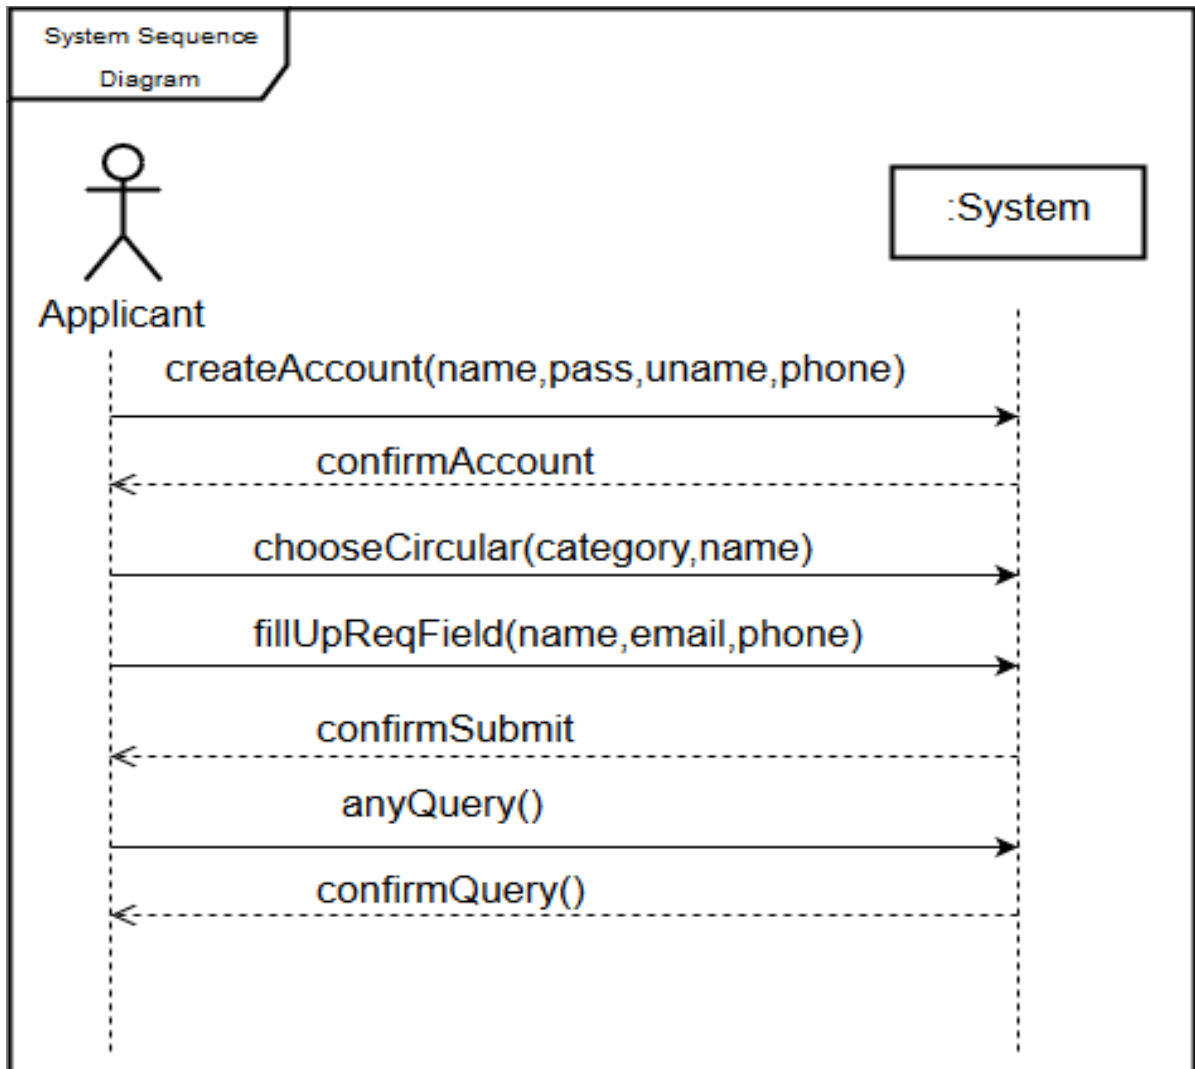 System Sequence
Diagram
Applicant
:System
createAccount(name,pass,uname,phone)
confirmAccount
chooseCircular(category,name)
fillUpReqField(name,email,phone)
confirmSubmit
anyQuery()
confirmQuery()